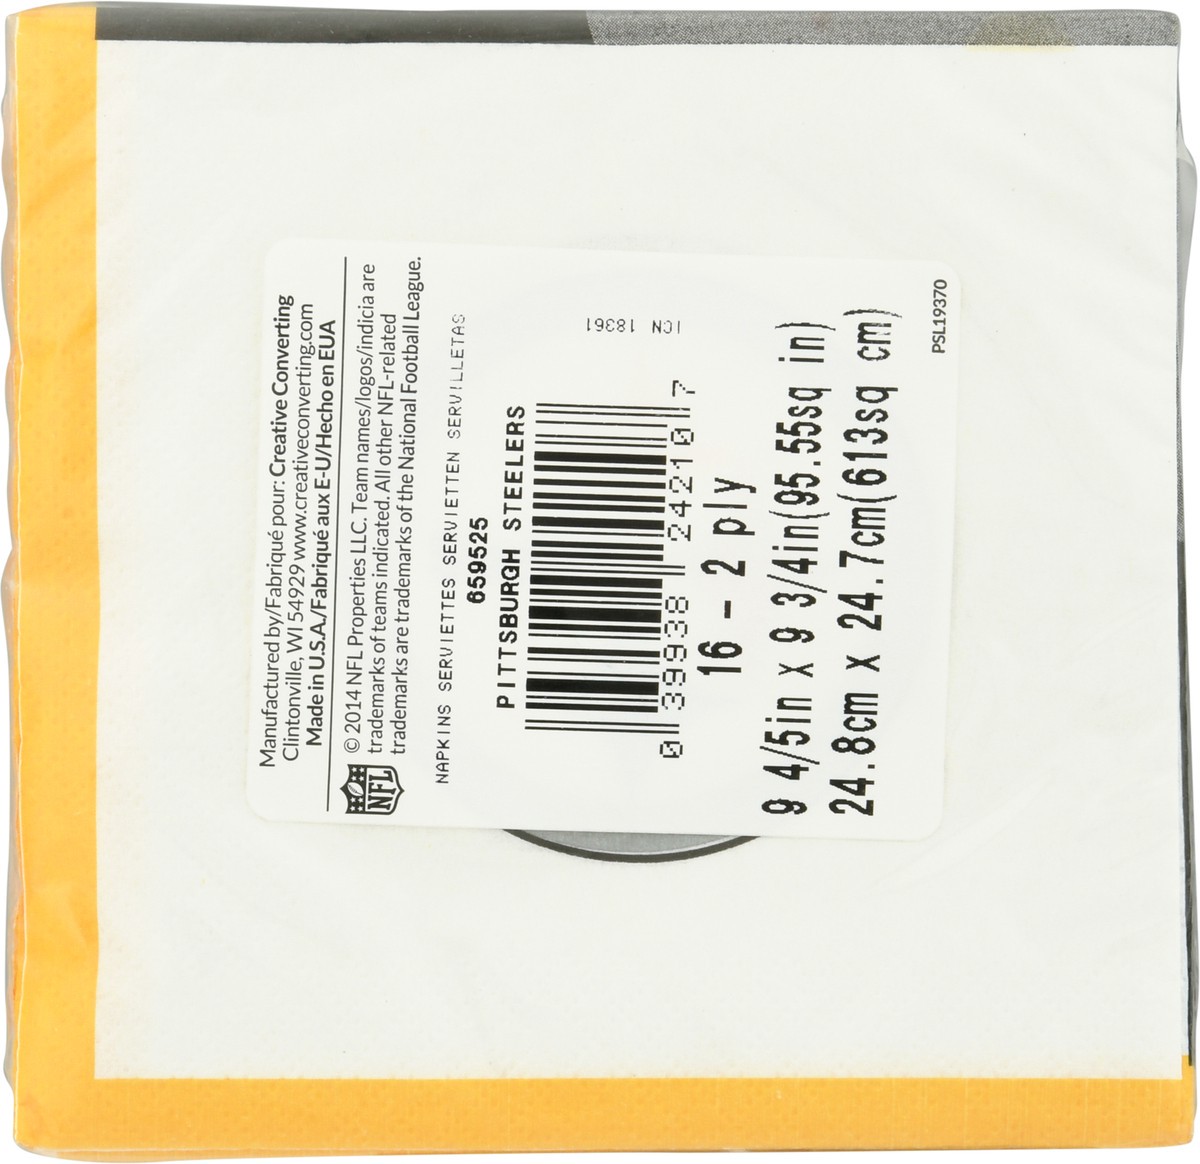 Manufactured by/Fabriqué pour: Creative Converting
Clintonville, WI 54929 www.creativeconverting.com
Made in U.S.A./Fabriqué aux E-U/Hecho en EUA
NFL
© 2014 NFL Properties LLC. Team names/logos/indicia are
trademarks of teams indicated. All other NFL-related
trademarks are trademarks of the National Football League.
NAPKINS SERVIETTES SERVIETTEN SERVILLETAS
659525
PITTSBURGH STEELERS
0 39938 24210 7
ICN 18361
16 - 2 ply
9 4/5in x 9 3/4in(95.55sq in)
24.8cm x 24.7cm(613sq cm)
PSL19370